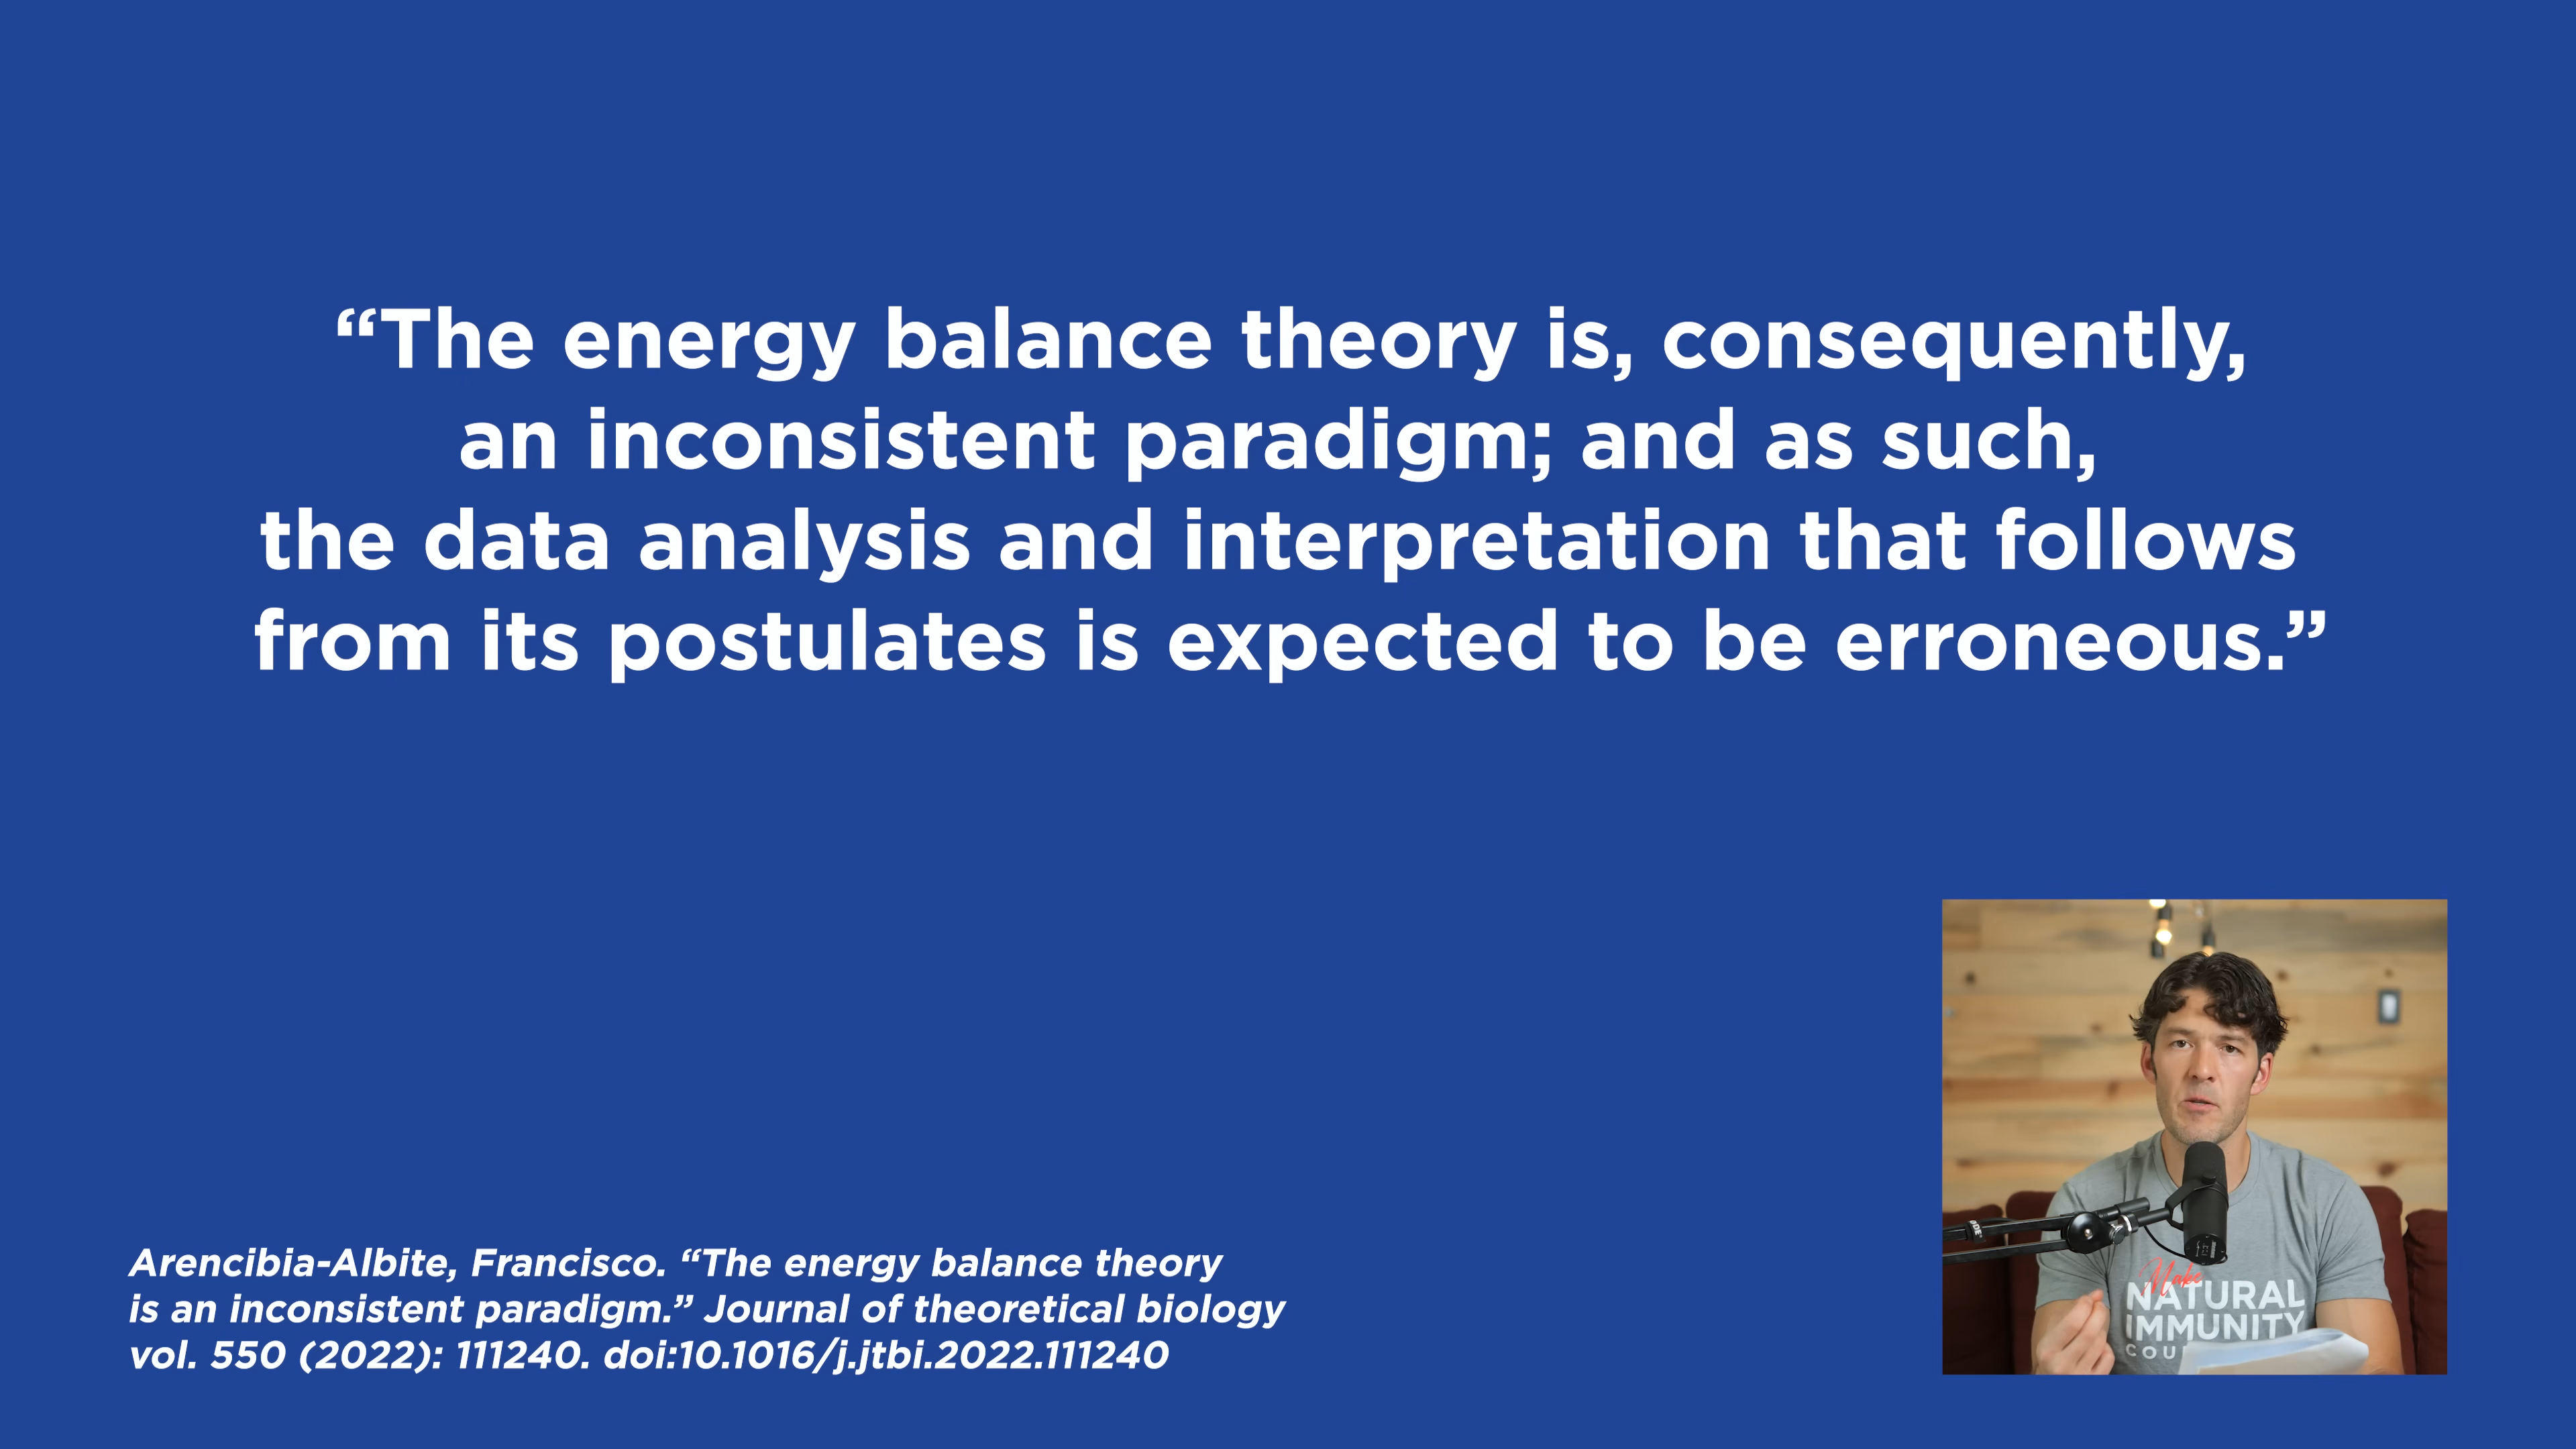 “The energy balance theory is, consequently,
an inconsistent paradigm; and as such,
the data analysis and interpretation that follows
from its postulates is expected to be erroneous.”
Arencibia-Albite, Francisco. “The energy balance theory
is an inconsistent paradigm.” Journal of theoretical biology
vol. 550 (2022): 111240. doi:10.1016/j.jtbi.2022.111240
Make
NATURAL
IMMUNITY